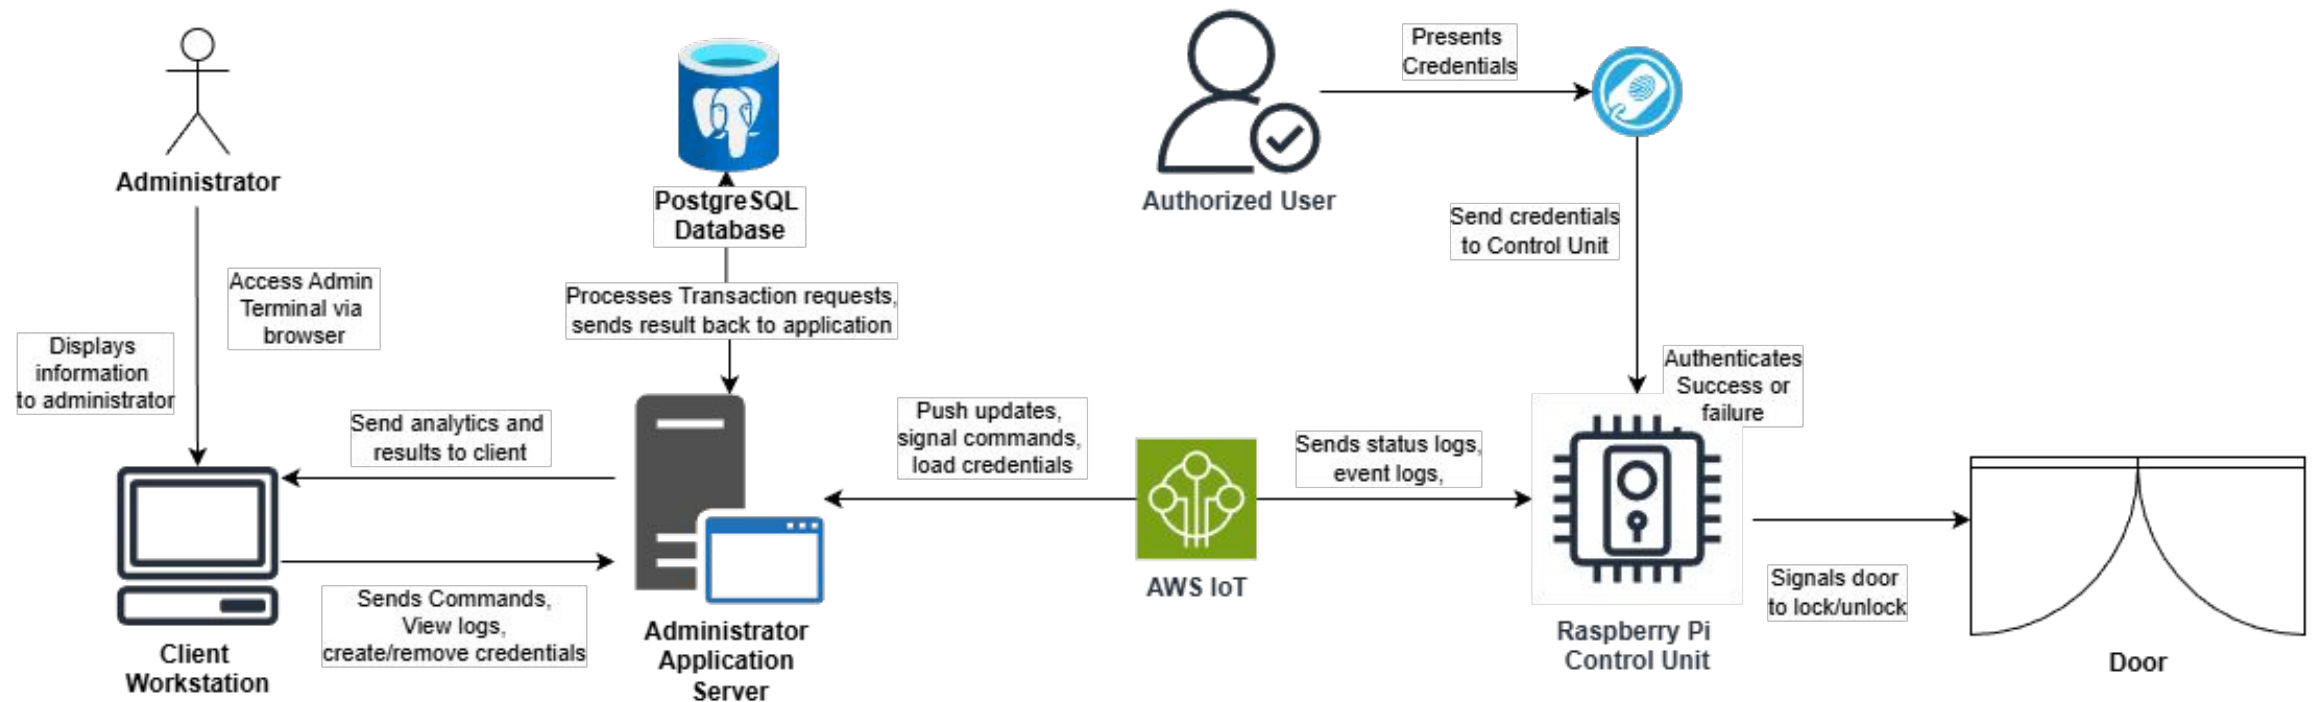 Administrator
Access Admin
Terminal via
browser
Displays
information
to administrator
Client
Workstation
Send analytics and
results to client
Sends Commands,
View logs,
create/remove credentials
PostgreSQL
Database
Processes Transaction requests,
sends result back to application
Administrator
Application
Server
Push updates,
signal commands,
load credentials
AWS IoT
Sends status logs,
event logs,
Authorized User
Presents
Credentials
Send credentials
to Control Unit
Authenticates
Success or
failure
Raspberry Pi
Control Unit
Signals door
to lock/unlock
Door